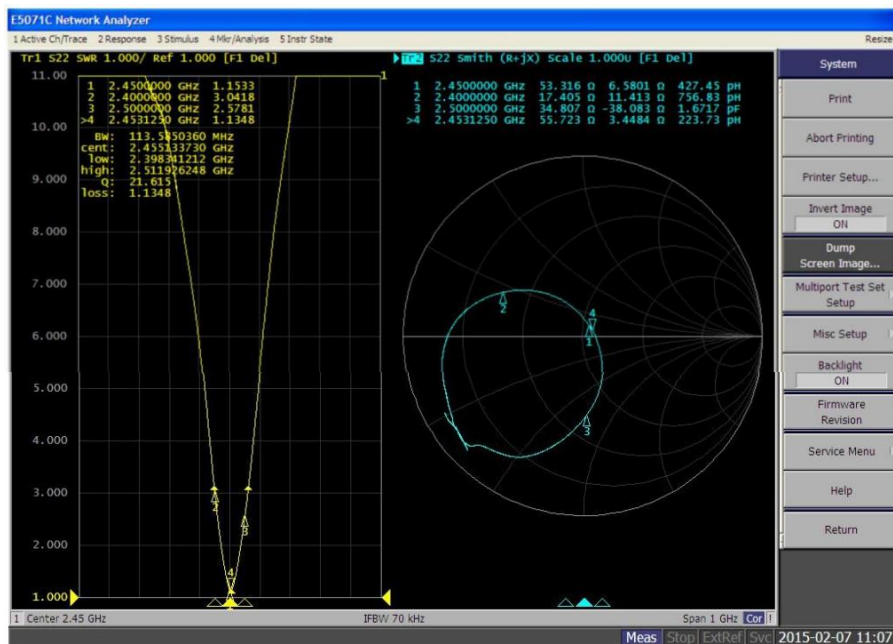 E5071C Network Analyzer
1 Active Ch/Trace 2 Response 3 Stimulus 4 Mkr/Analysis 5 Instr State
Resize
Tr1 S22 SWR 1.000/ Ref 1.000 [F1 Del]
11.00
10.00
9.000
8.000
7.000
6.000
5.000
4.000
3.000
2.000
1.000
1 2.4500000 GHz 1.1533
2 2.4000000 GHz 3.0418
3 2.5000000 GHz 2.5781
>4 2.4531250 GHz 1.1348
BW: 113.5850360 MHz
cent: 2.455133730 GHz
low: 2.398341212 GHz
high: 2.511926248 GHz
Q: 21.615
loss: 1.1348
1
2
3
4
Tr2 S22 Smith (R+jX) Scale 1.000U [F1 Del]
1 2.4500000 GHz 53.316 Ω 6.5801 Ω 427.45 pH
2 2.4000000 GHz 17.405 Ω 11.413 Ω 756.83 pH
3 2.5000000 GHz 34.807 Ω -38.083 Ω 1.6717 pF
>4 2.4531250 GHz 55.723 Ω 3.4484 Ω 223.73 pH
2
4
1
3
System
Print
Abort Printing
Printer Setup...
Invert Image
ON
Dump
Screen Image...
Multiport Test Set
Setup
Misc Setup
Backlight
ON
Firmware
Revision
Service Menu
Help
Return
1 Center 2.45 GHz
IFBW 70 kHz
Span 1 GHz Cor !
Meas Stop ExtRef Svc 2015-02-07 11:07